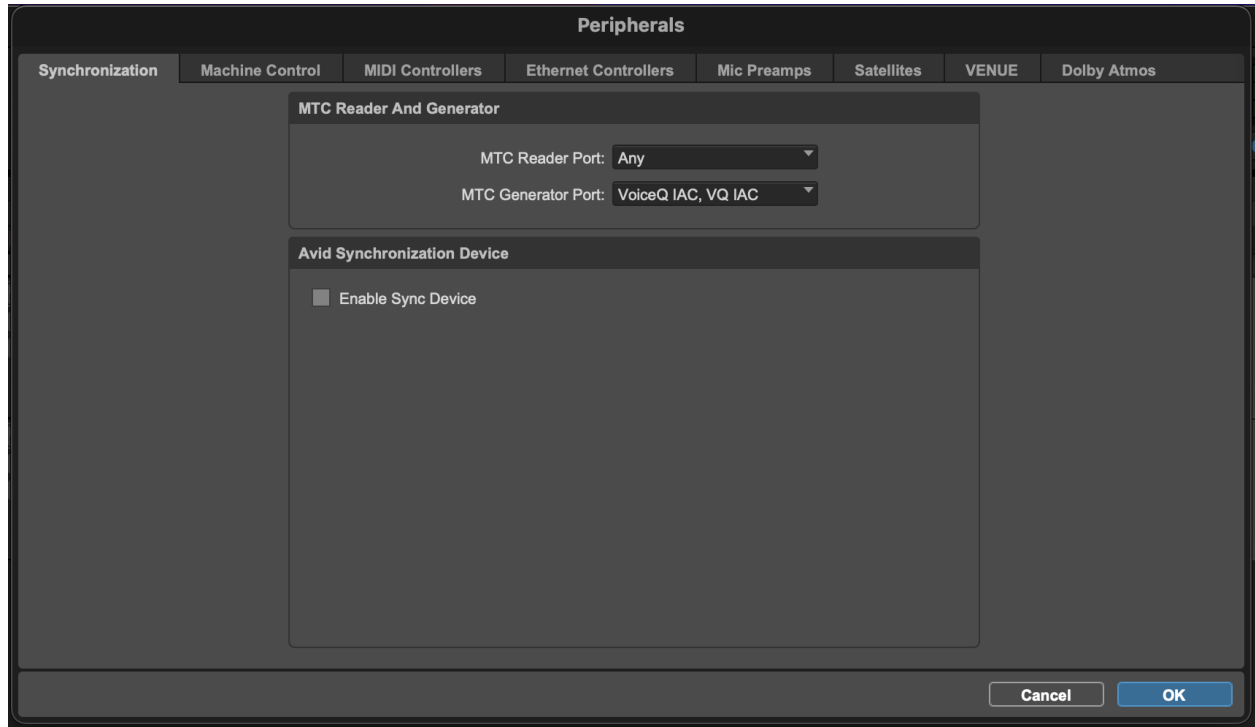 Peripherals
Synchronization Machine Control MIDI Controllers Ethernet Controllers Mic Preamps Satellites VENUE Dolby Atmos
MTC Reader And Generator
MTC Reader Port: Any
MTC Generator Port: VoiceQ IAC, VQ IAC
Avid Synchronization Device
Enable Sync Device
Cancel OK